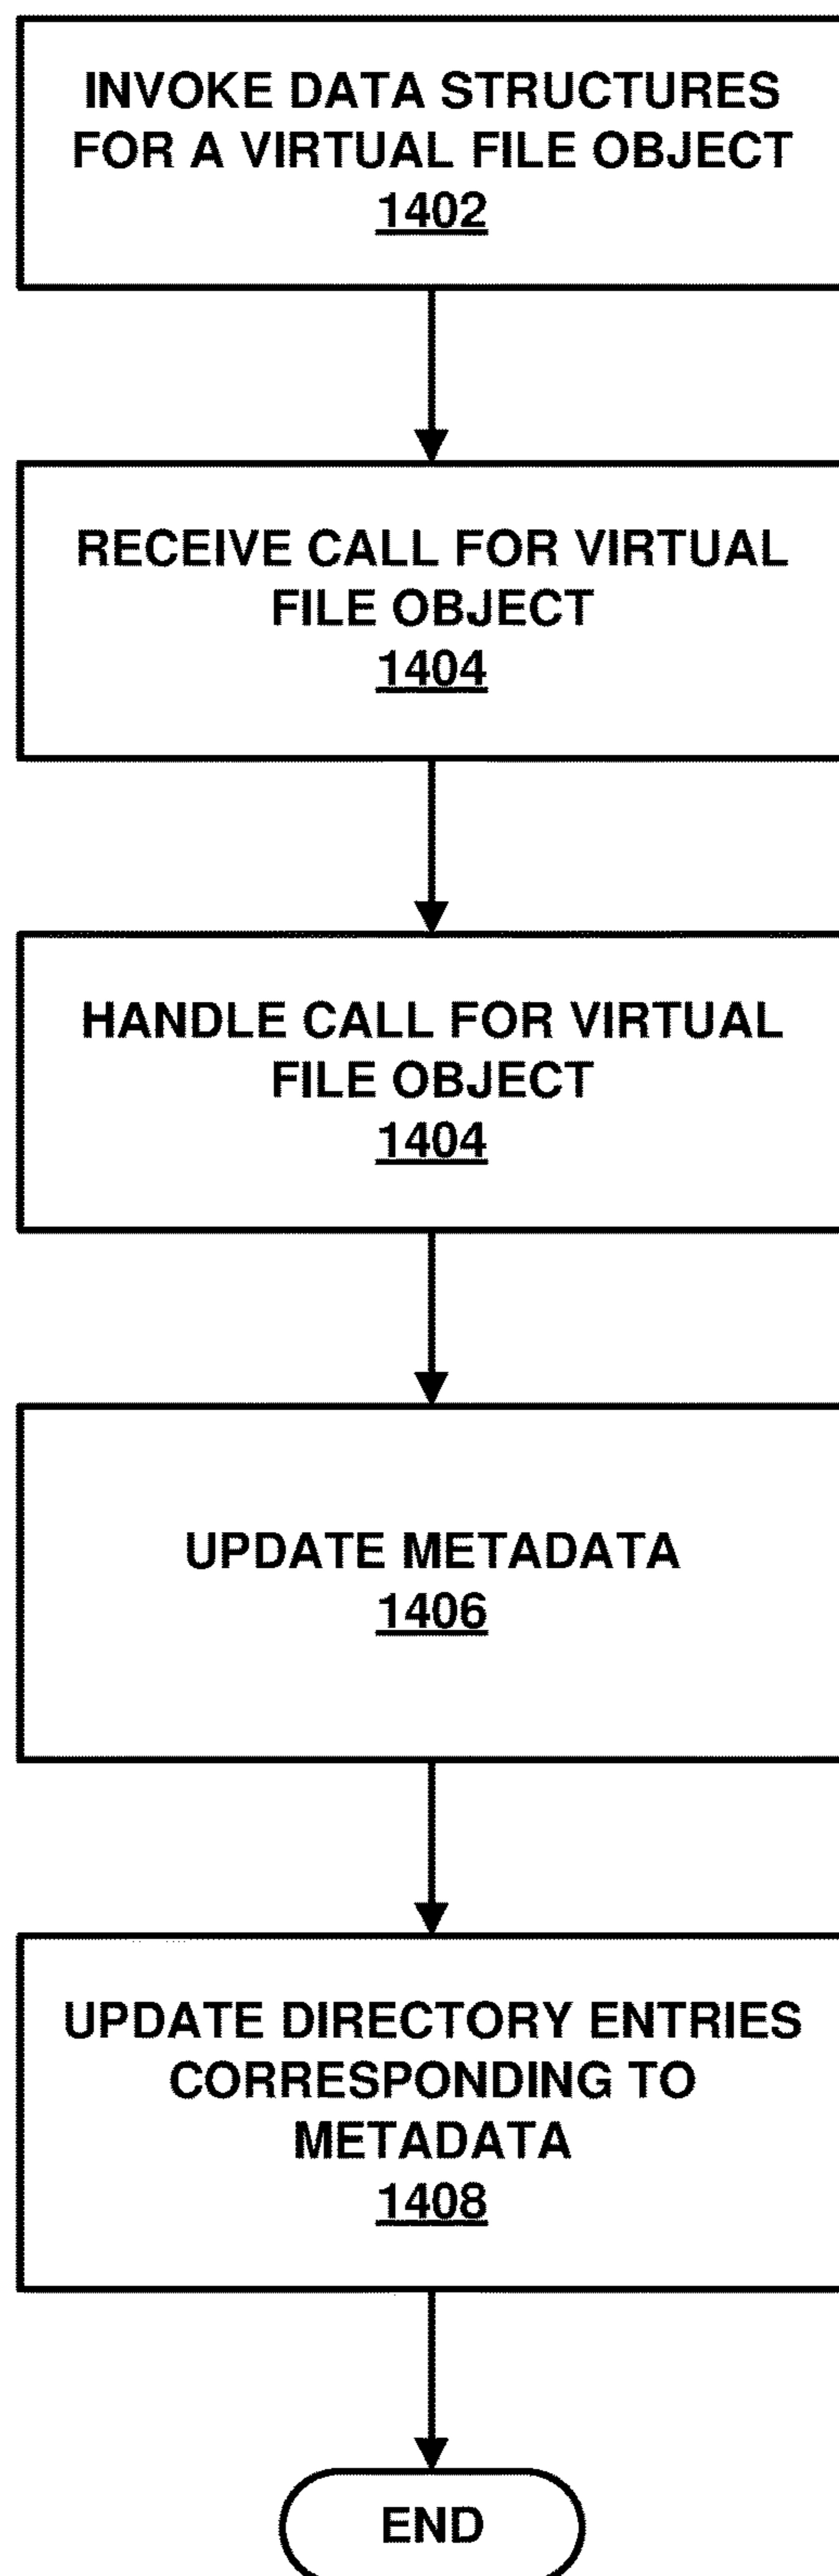 INVOKE DATA STRUCTURES
FOR A VIRTUAL FILE OBJECT
1402
RECEIVE CALL FOR VIRTUAL
FILE OBJECT
1404
HANDLE CALL FOR VIRTUAL
FILE OBJECT
1404
UPDATE METADATA
1406
UPDATE DIRECTORY ENTRIES
CORRESPONDING TO
METADATA
1408
END